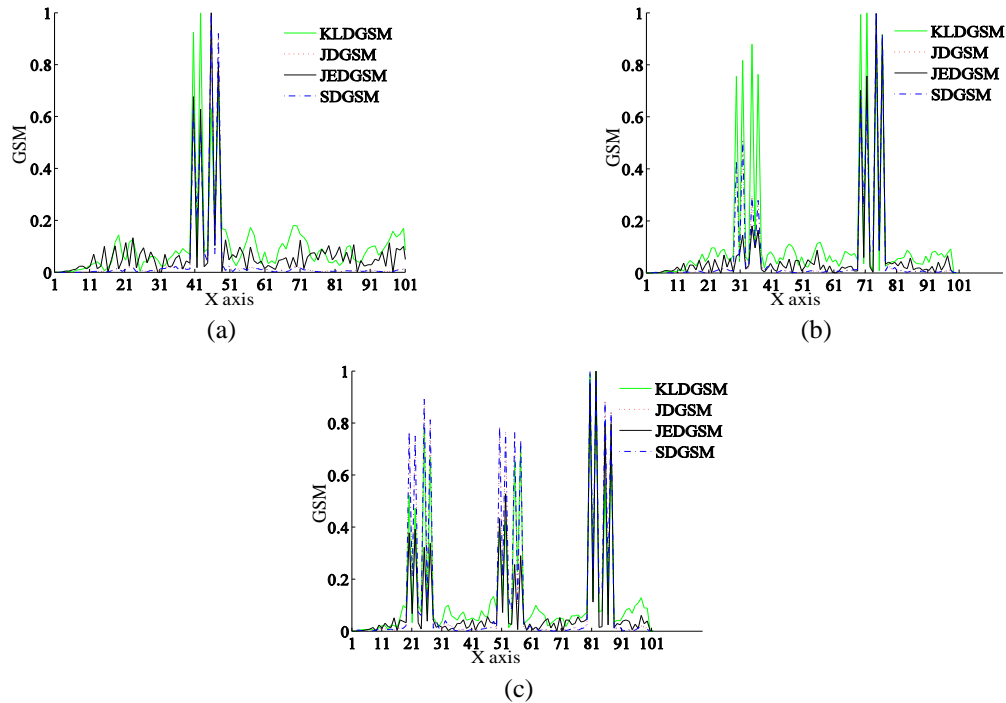 1
0.8
0.6
0.4
0.2
0
GSM
KLDGSM
JDGSM
JEDGSM
SDGSM
1 11 21 31 41 51 61 71 81 91 101
X axis
(a)
1
0.8
0.6
0.4
0.2
0
GSM
KLDGSM
JDGSM
JEDGSM
SDGSM
1 11 21 31 41 51 61 71 81 91 101
X axis
(b)
1
0.8
0.6
0.4
0.2
0
GSM
KLDGSM
JDGSM
JEDGSM
SDGSM
1 11 21 31 41 51 61 71 81 91 101
X axis
(c)